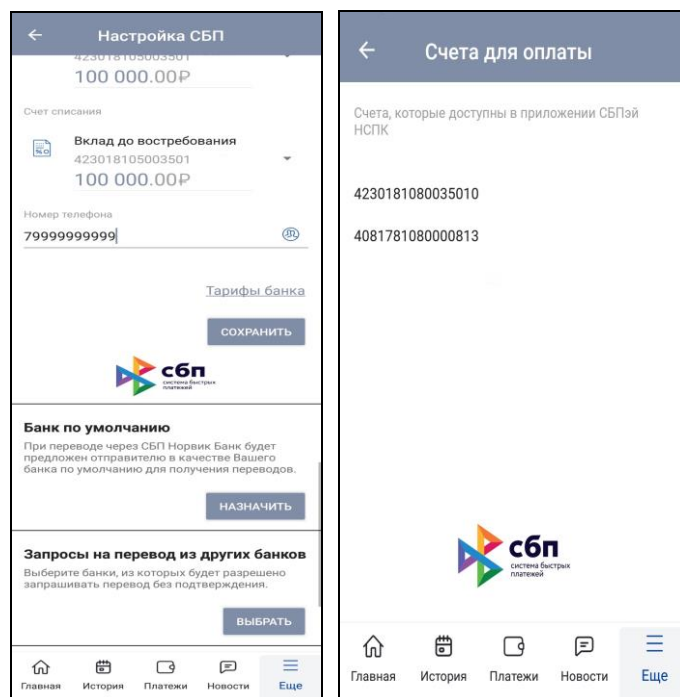 Настройка СБП
423018105003501
100 000.00₽
Счет списания
Вклад до востребования
423018105003501
100 000.00₽
Номер телефона
79999999999
Тарифы банка
СОХРАНИТЬ
сбп
система быстрых
платежей
Банк по умолчанию
При переводе через СБП Норвик Банк будет
предложен отправителю в качестве Вашего
банка по умолчанию для получения переводов.
НАЗНАЧИТЬ
Запросы на перевод из других банков
Выберите банки, из которых будет разрешено
запрашивать перевод без подтверждения.
ВЫБРАТЬ
Главная История Платежи Новости Еще
Счета для оплаты
Счета, которые доступны в приложении СБПэй
НСПК
4230181080035010
4081781080000813
сбп
система быстрых
платежей
Главная История Платежи Новости Еще